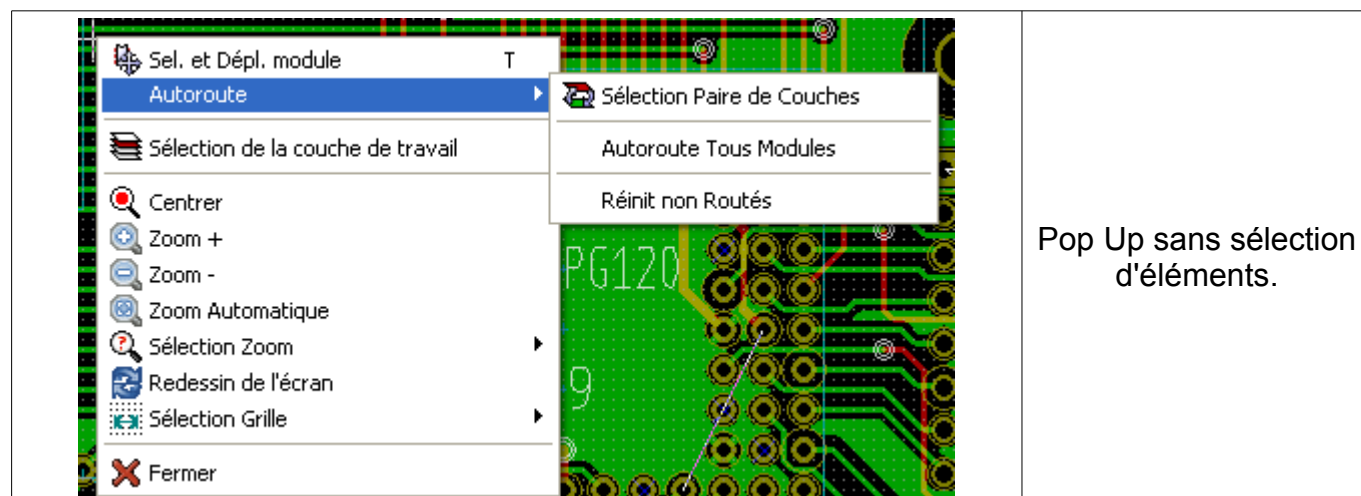 Sel. et Dépl. module T
Autoroute
Sélection Paire de Couches
Sélection de la couche de travail
Autoroute Tous Modules
Centrer
Réinit non Routés
Zoom +
Zoom -
Zoom Automatique
Sélection Zoom
Redessin de l'écran
Sélection Grille
Fermer
PG120
9
Pop Up sans sélection
d'éléments.